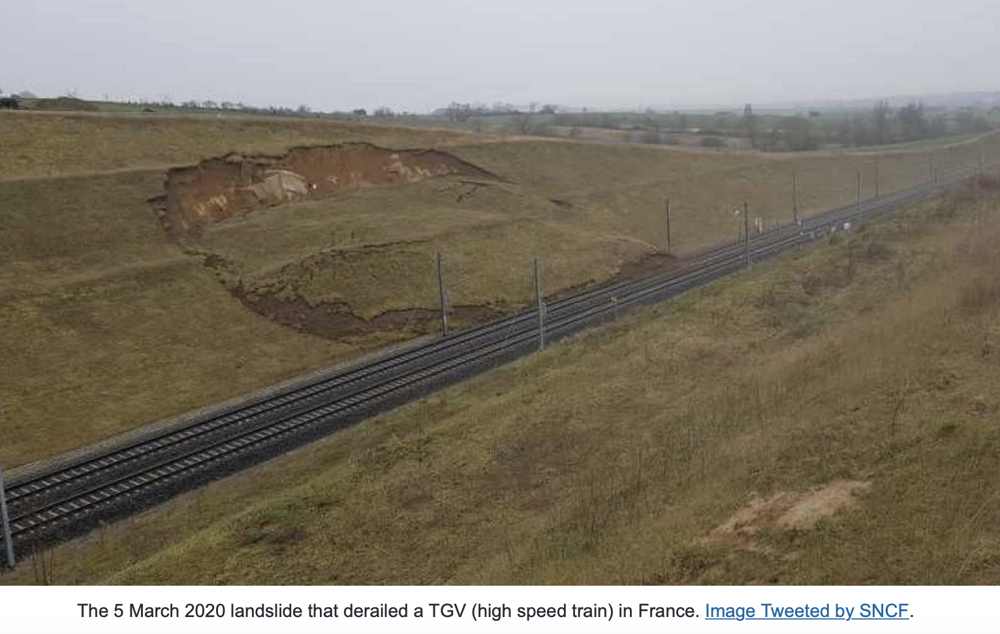 The 5 March 2020 landslide that derailed a TGV (high speed train) in France. Image Tweeted by SNCF.